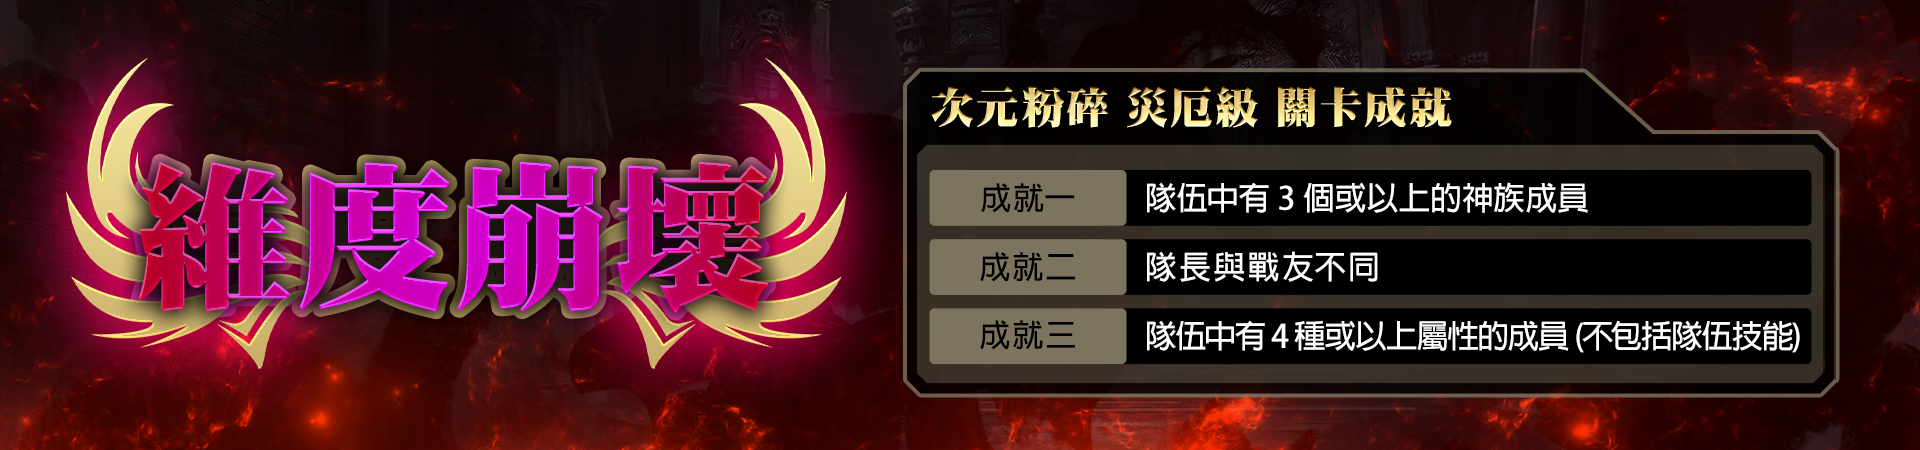 維度崩壞
次元粉碎 災厄級 關卡成就
成就一 隊伍中有 3 個或以上的神族成員
成就二 隊長與戰友不同
成就三 隊伍中有 4 種或以上屬性的成員 (不包括隊伍技能)